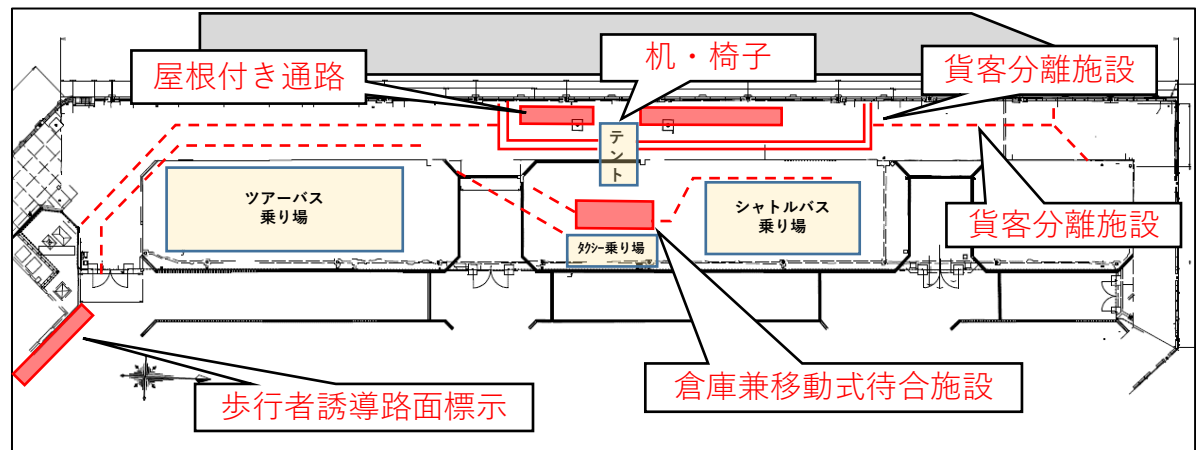 屋根付き通路
机・椅子
貨客分離施設
テント
ツアーバス
乗り場
シャトルバス
乗り場
タクシー乗り場
貨客分離施設
倉庫兼移動式待合施設
歩行者誘導路面標示